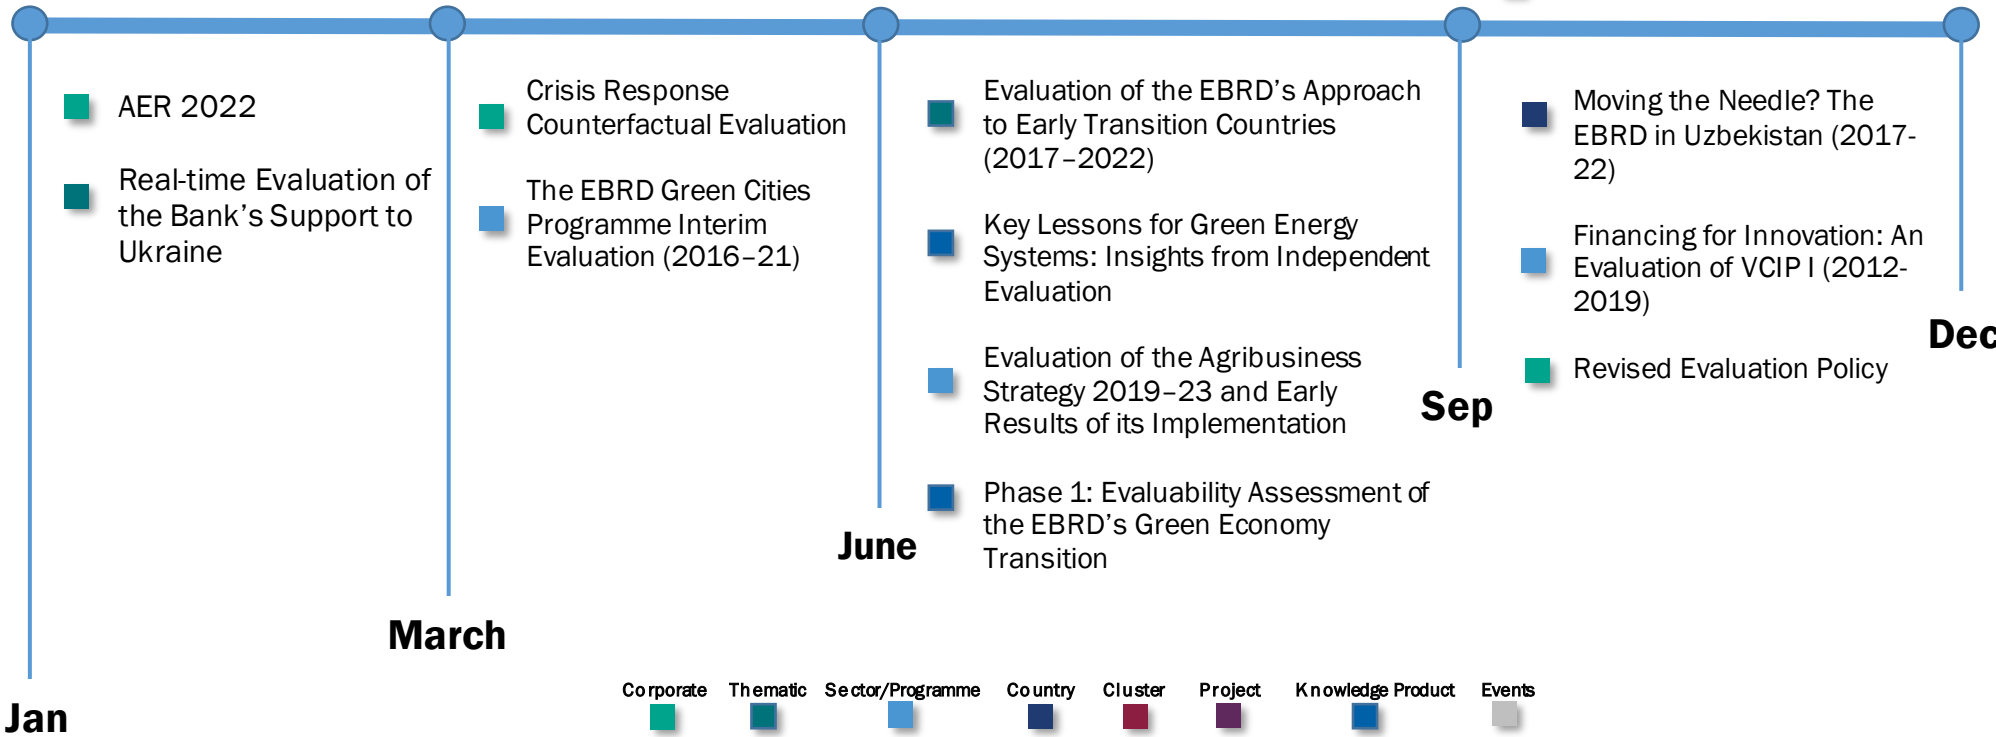 AER 2022
Real-time Evaluation of
the Bank's Support to
Ukraine
Crisis Response
Counterfactual Evaluation
The EBRD Green Cities
Programme Interim
Evaluation (2016–21)
Evaluation of the EBRD's Approach
to Early Transition Countries
(2017–2022)
Key Lessons for Green Energy
Systems: Insights from Independent
Evaluation
Evaluation of the Agribusiness
Strategy 2019–23 and Early
Results of its Implementation
Phase 1: Evaluability Assessment of
the EBRD's Green Economy
Transition
Moving the Needle? The
EBRD in Uzbekistan (2017-
22)
Financing for Innovation: An
Evaluation of VCIP I (2012-
2019)
Revised Evaluation Policy
Jan
March
June
Sep
Dec
Corporate
Thematic
Sector/Programme
Country
Cluster
Project
Knowledge Product
Events